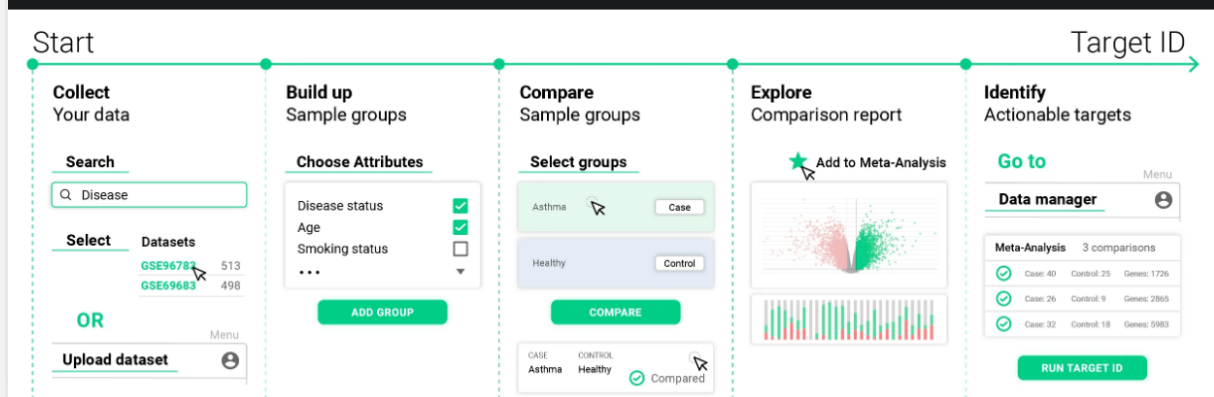 Start
Target ID
Collect
Your data
Search
Disease
Select
Datasets
GSE96783 513
GSE69683 498
OR
Menu
Upload dataset
Build up
Sample groups
Choose Attributes
Disease status
Age
Smoking status
...
ADD GROUP
Compare
Sample groups
Select groups
Asthma Case
Healthy Control
COMPARE
CASE CONTROL
Asthma Healthy
Compared
Explore
Comparison report
Add to Meta-Analysis
Identify
Actionable targets
Go to
Menu
Data manager
Meta-Analysis 3 comparisons
Case: 40 Control: 25 Genes: 1726
Case: 26 Control: 9 Genes: 2865
Case: 32 Control: 18 Genes: 5983
RUN TARGET ID